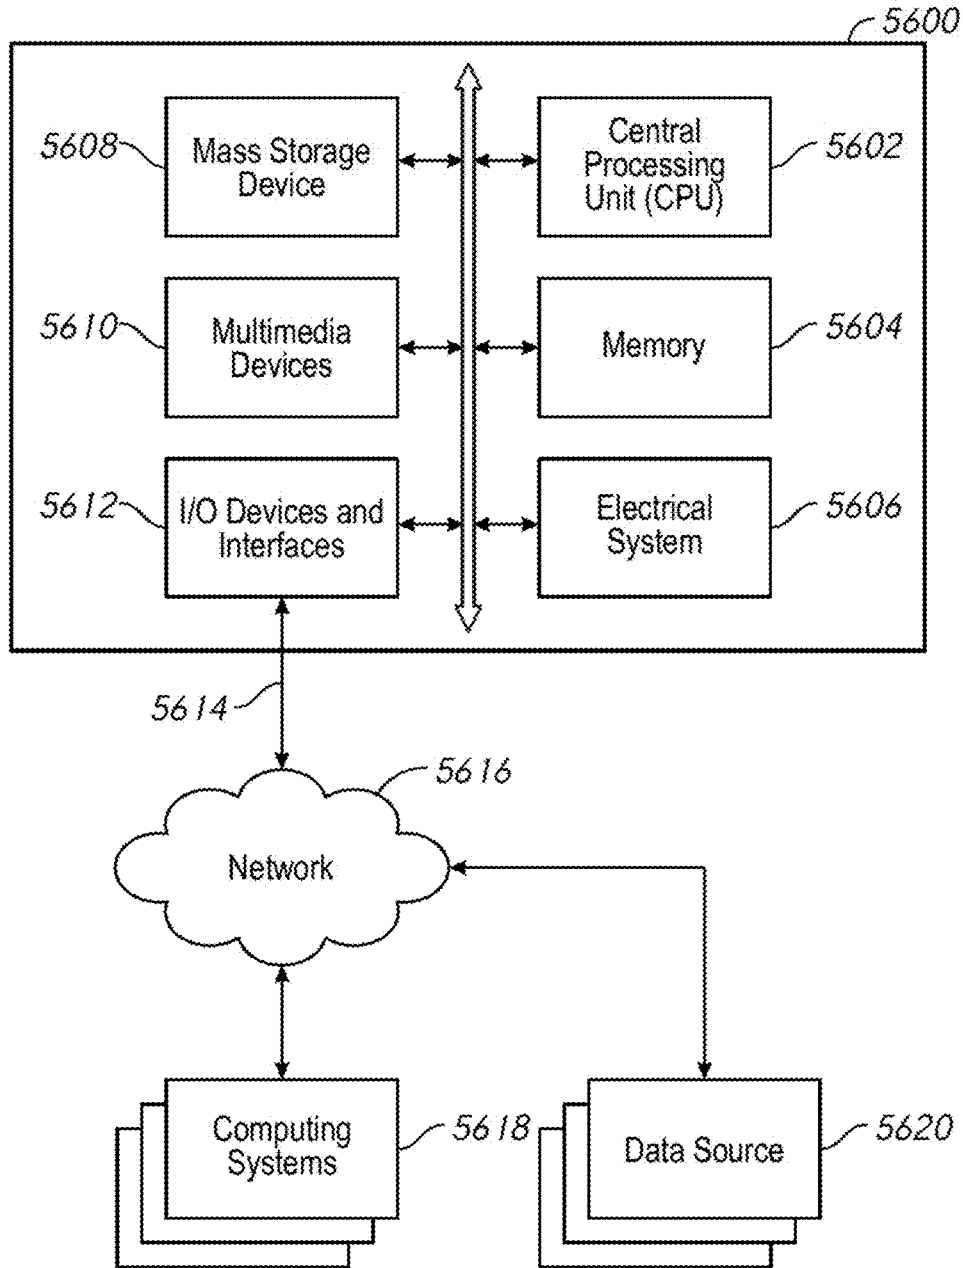 5600
5608
Mass Storage
Device
Central
Processing
Unit (CPU)
5602
5610
Multimedia
Devices
Memory
5604
5612
I/O Devices and
Interfaces
Electrical
System
5606
5614
5616
Network
Computing
Systems
5618
Data Source
5620